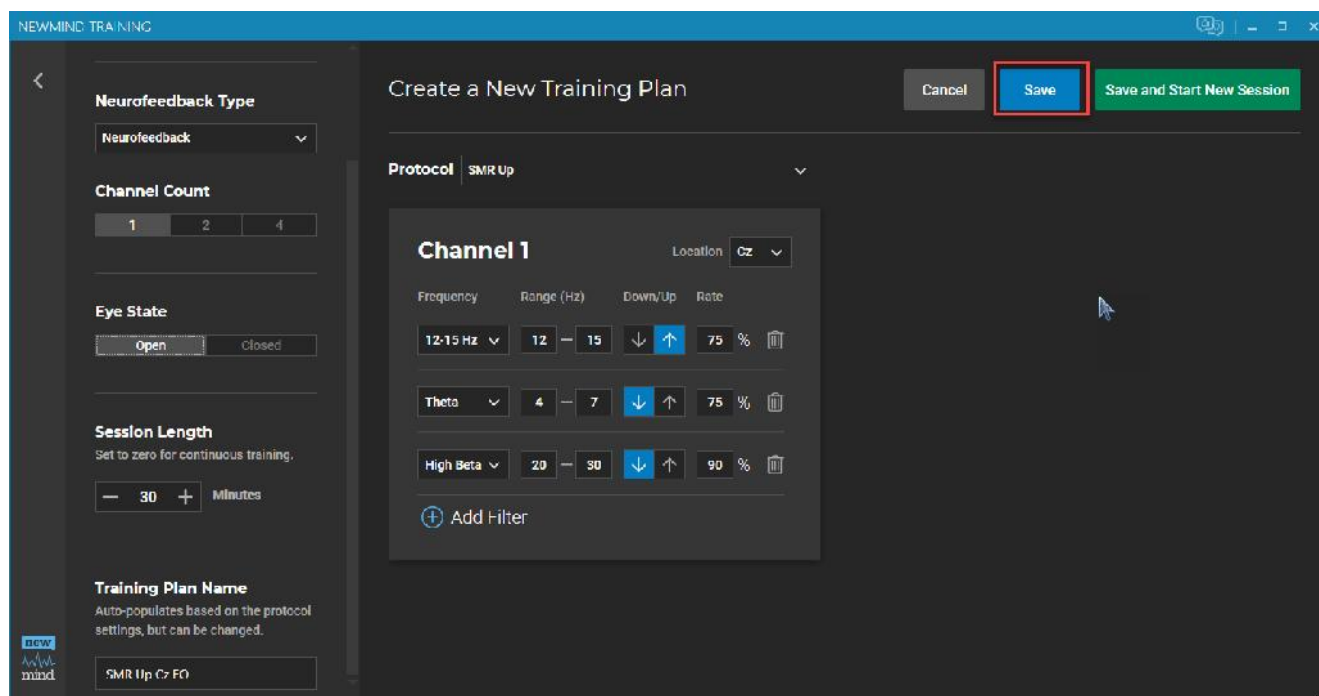 NEWMIND TRAINING
Neurofeedback Type
Neurofeedback
Channel Count
1 2 4
Eye State
Open Closed
Session Length
Set to zero for continuous training.
— 30 + Minutes
Training Plan Name
Auto-populates based on the protocol
settings, but can be changed.
SMR Up Cz EO
new
mind
Create a New Training Plan
Cancel Save Save and Start New Session
Protocol SMR Up
Channel 1 Location Cz
Frequency Range (Hz) Down/Up Rate
12-15 Hz 12 — 15 ↓ ↑ 75 %
Theta 4 — 7 ↓ ↑ 75 %
High Beta 20 — 30 ↓ ↑ 90 %
Add Filter